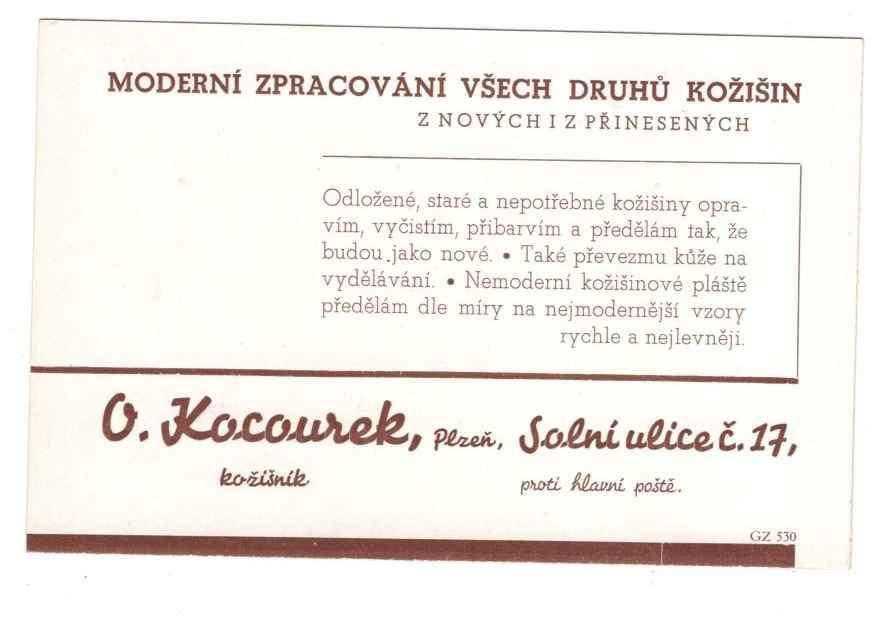 MODERNÍ ZPRACOVÁNÍ VŠECH DRUHŮ KOŽIŠIN
Z NOVÝCH I Z PŘINESENÝCH
Odložené, staré a nepotřebné kožišiny opra-
vím, vyčistím, přibarvím a předělám tak, že
budou jako nové. • Také převezmu kůže na
vydělávání. • Nemoderní kožišinové pláště
předělám dle míry na nejmodernější vzory
rychle a nejlevněji.
O. Kocourek, Plzeň, Solní ulice č. 17,
kožišník proti hlavní poště.
GZ 530